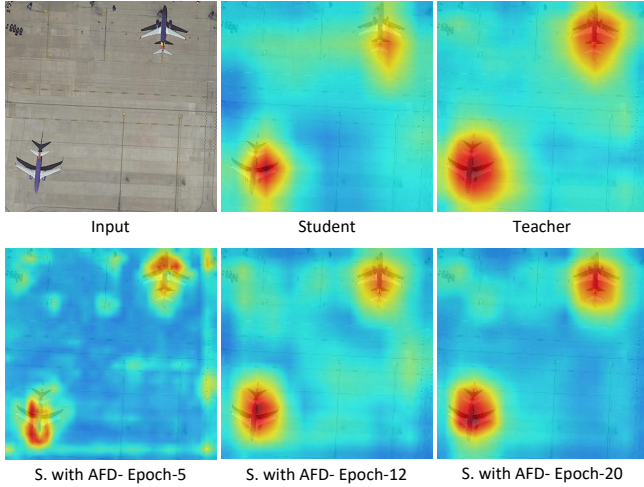 Input
Student
Teacher
S. with AFD- Epoch-5
S. with AFD- Epoch-12
S. with AFD- Epoch-20